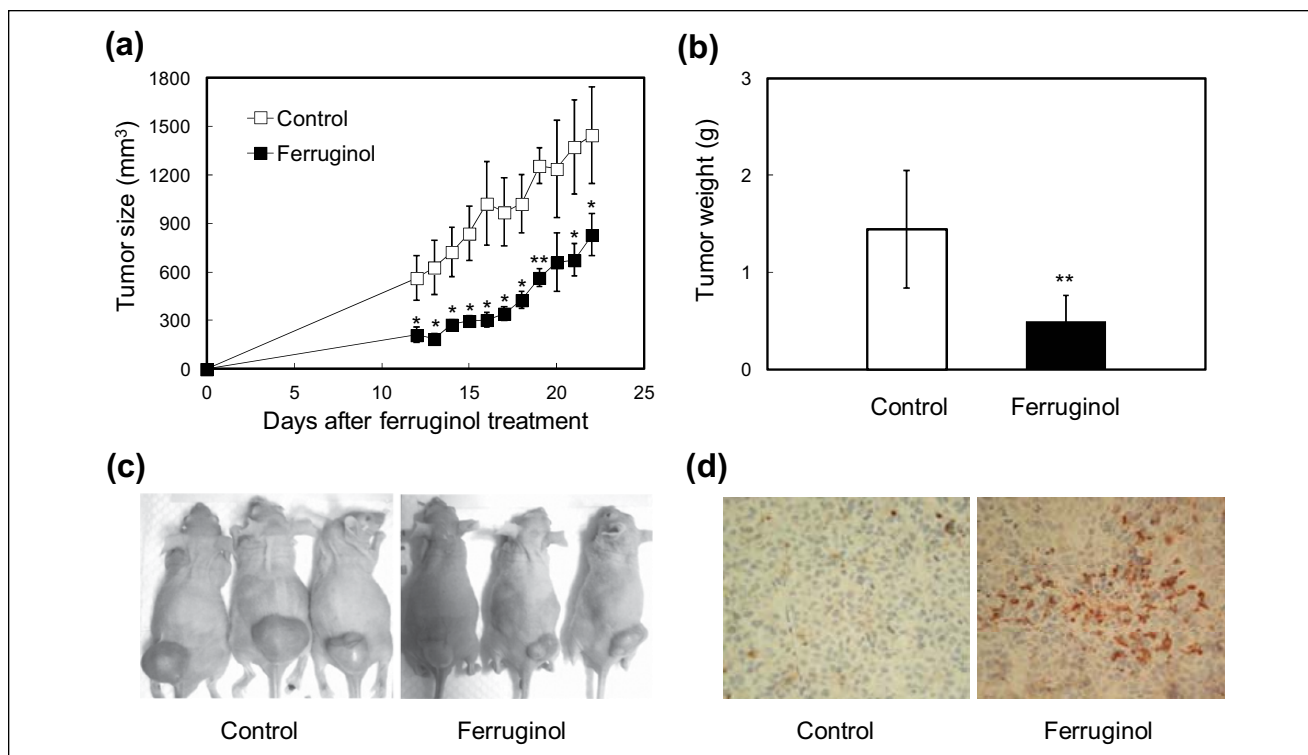 (a)
1800
1500
1200
900
600
300
0
Tumor size (mm³)
Control
Ferruginol
*
*
*
*
*
*
*
**
*
*
0
5
10
15
20
25
Days after ferruginol treatment
(b)
3
2
1
0
Tumor weight (g)
**
Control
Ferruginol
(c)
Control
Ferruginol
(d)
Control
Ferruginol